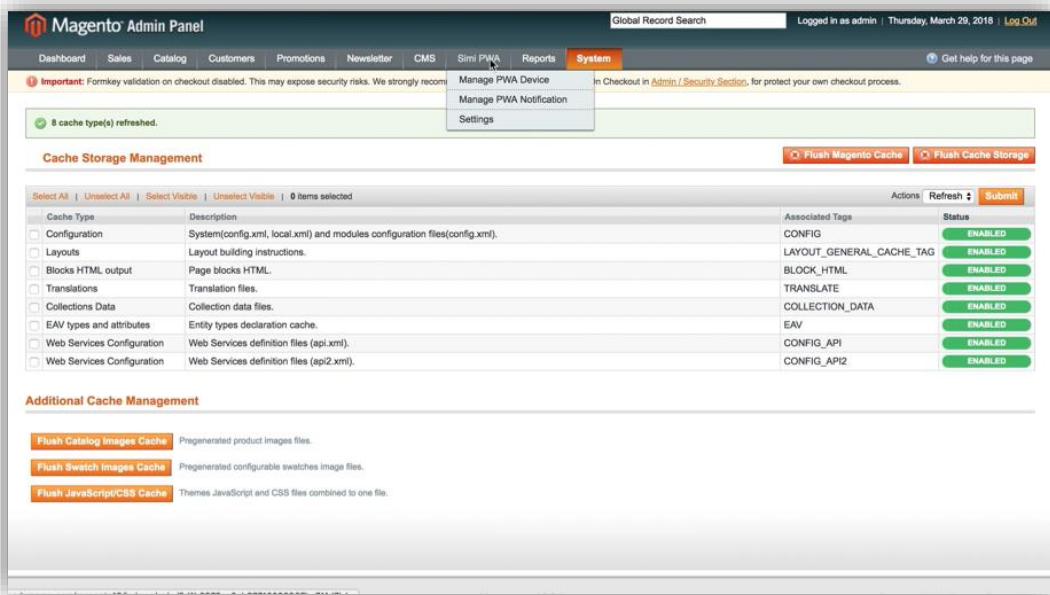 Magento Admin Panel
Global Record Search
Logged in as admin | Thursday, March 29, 2018 | Log Out
Dashboard Sales Catalog Customers Promotions Newsletter CMS Simi PWA Reports System
Get help for this page
Important: Formkey validation on checkout disabled. This may expose security risks. We strongly recom n Checkout in Admin / Security Section, for protect your own checkout process.
Manage PWA Device
Manage PWA Notification
Settings
8 cache type(s) refreshed.
Cache Storage Management
Flush Magento Cache
Flush Cache Storage
Select All | Unselect All | Select Visible | Unselect Visible | 0 items selected
Actions Refresh Submit
Cache Type Description Associated Tags Status
Configuration System(config.xml, local.xml) and modules configuration files(config.xml). CONFIG ENABLED
Layouts Layout building instructions. LAYOUT_GENERAL_CACHE_TAG ENABLED
Blocks HTML output Page blocks HTML. BLOCK_HTML ENABLED
Translations Translation files. TRANSLATE ENABLED
Collections Data Collection data files. COLLECTION_DATA ENABLED
EAV types and attributes Entity types declaration cache. EAV ENABLED
Web Services Configuration Web Services definition files (api.xml). CONFIG_API ENABLED
Web Services Configuration Web Services definition files (api2.xml). CONFIG_API2 ENABLED
Additional Cache Management
Flush Catalog Images Cache Pregenerated product images files.
Flush Swatch Images Cache Pregenerated configurable swatches image files.
Flush JavaScript/CSS Cache Themes JavaScript and CSS files combined to one file.